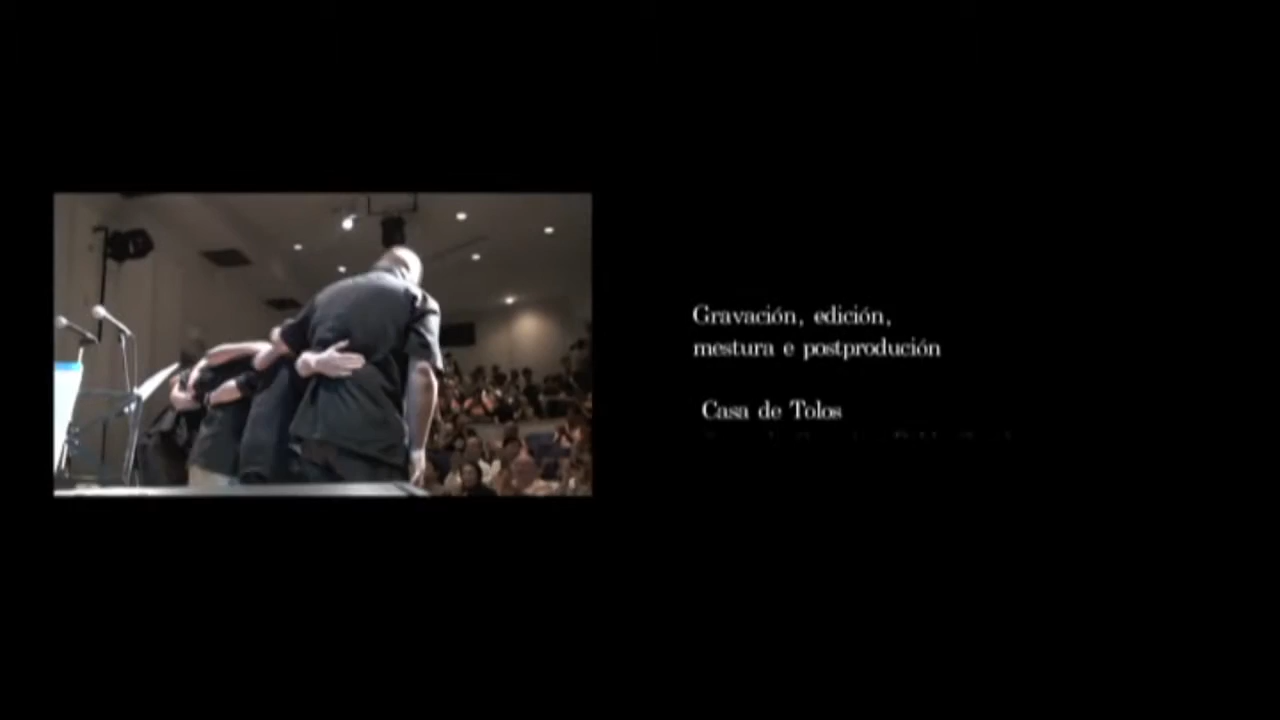 Gravación, edición,
mestura e postprodución
Casa de Tolos